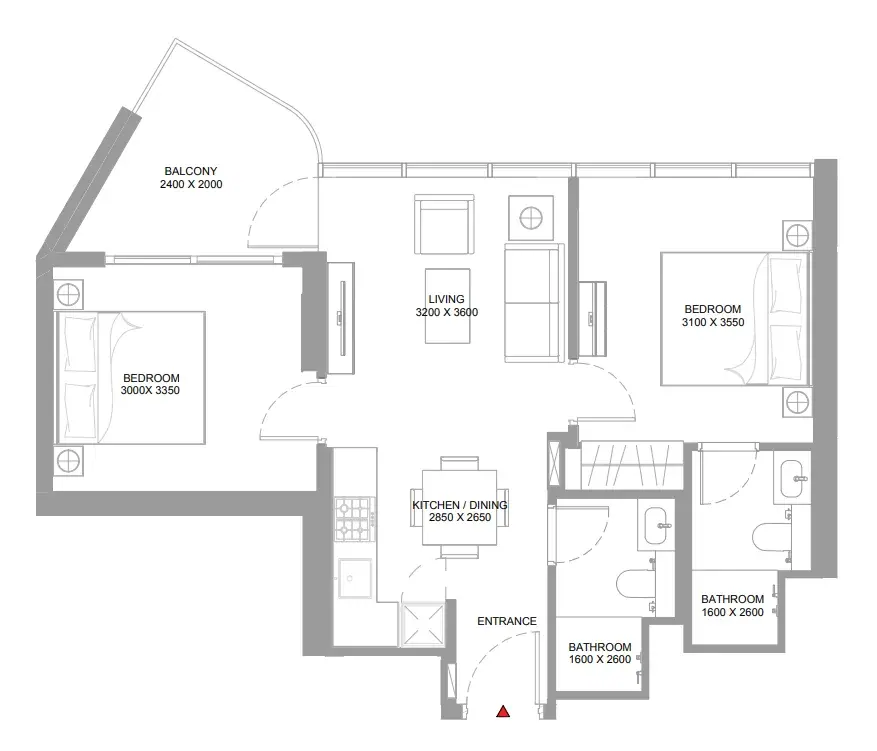 BALCONY
2400 X 2000
LIVING
3200 X 3600
BEDROOM
3100 X 3550
BEDROOM
3000X 3350
KITCHEN / DINING
2850 X 2650
BATHROOM
1600 X 2600
ENTRANCE
BATHROOM
1600 X 2600